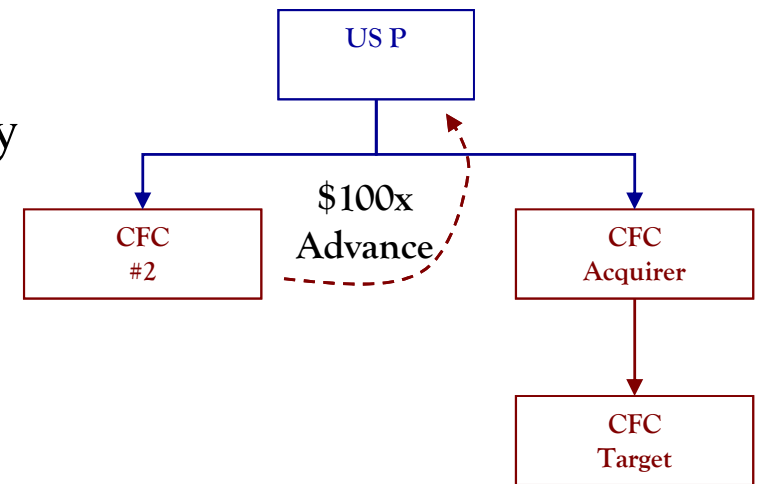 US P
y
$100x
Advance
CFC
#2
CFC
Acquirer
CFC
Target